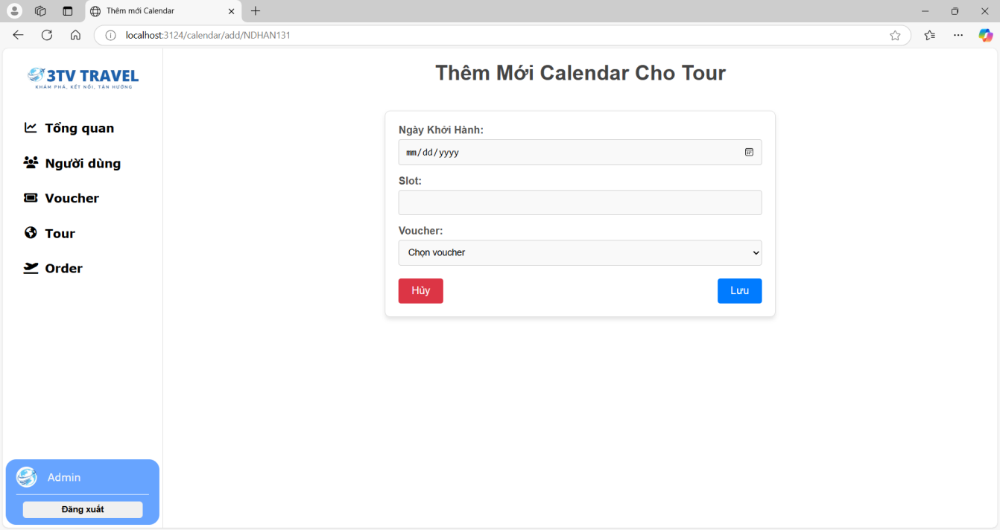 Thêm mới Calendar
localhost:3124/calendar/add/NDHAN131
3TV TRAVEL
KHÁM PHÁ, KẾT NỐI, TẬN HƯỞNG
Tổng quan
Người dùng
Voucher
Tour
Order
Admin
Đăng xuất
Thêm Mới Calendar Cho Tour
Ngày Khởi Hành:
mm/dd/yyyy
Slot:
Voucher:
Chọn voucher
Hủy
Lưu